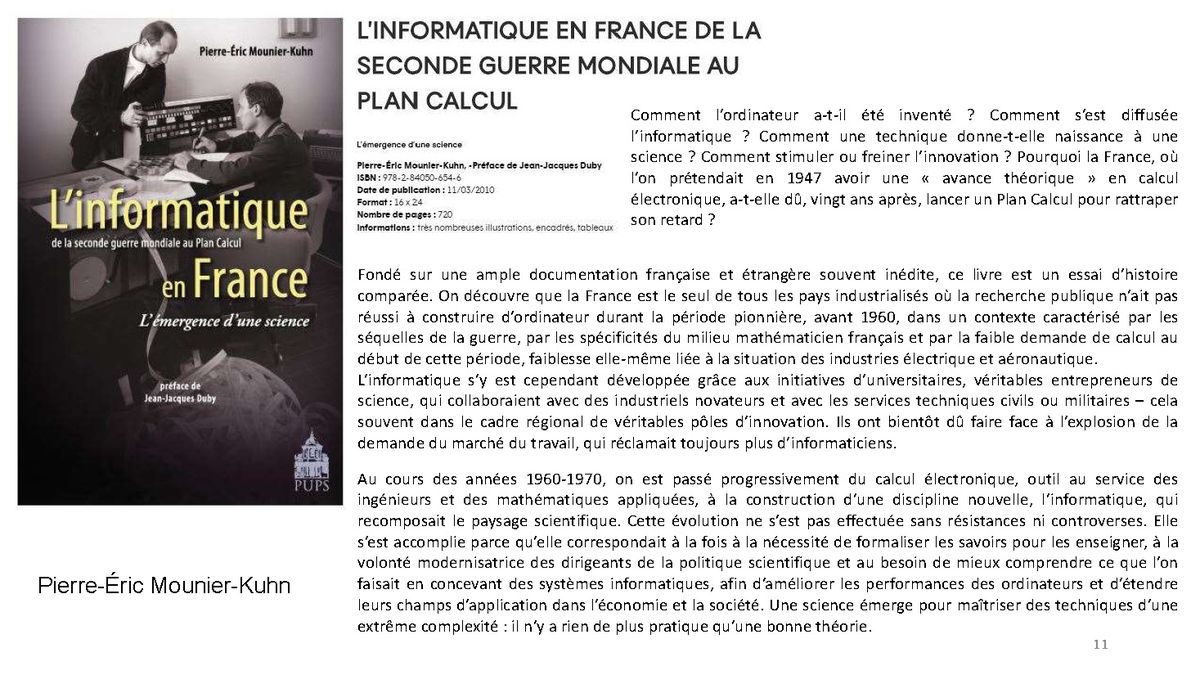 Pierre-Éric Mounier-Kuhn
L'informatique
de la seconde guerre mondiale au Plan Calcul
en France
L'émergence d'une science
préface de
Jean-Jacques Duby
PUPS
Pierre-Éric Mounier-Kuhn
L'INFORMATIQUE EN FRANCE DE LA
SECONDE GUERRE MONDIALE AU
PLAN CALCUL
L'émergence d'une science
Pierre-Éric Mounier-Kuhn, -Préface de Jean-Jacques Duby
ISBN : 978-2-84050-654-6
Date de publication : 11/03/2010
Format : 16 x 24
Nombre de pages : 720
Informations : très nombreuses illustrations, encadrés, tableaux
Comment l’ordinateur a-t-il été inventé ? Comment s’est diffusée
l’informatique ? Comment une technique donne-t-elle naissance à une
science ? Comment stimuler ou freiner l’innovation ? Pourquoi la France, où
l’on prétendait en 1947 avoir une « avance théorique » en calcul
électronique, a-t-elle dû, vingt ans après, lancer un Plan Calcul pour rattraper
son retard ?
Fondé sur une ample documentation française et étrangère souvent inédite, ce livre est un essai d’histoire
comparée. On découvre que la France est le seul de tous les pays industrialisés où la recherche publique n’ait pas
réussi à construire d’ordinateur durant la période pionnière, avant 1960, dans un contexte caractérisé par les
séquelles de la guerre, par les spécificités du milieu mathématicien français et par la faible demande de calcul au
début de cette période, faiblesse elle-même liée à la situation des industries électrique et aéronautique.
L’informatique s’y est cependant développée grâce aux initiatives d’universitaires, véritables entrepreneurs de
science, qui collaboraient avec des industriels novateurs et avec les services techniques civils ou militaires – cela
souvent dans le cadre régional de véritables pôles d’innovation. Ils ont bientôt dû faire face à l’explosion de la
demande du marché du travail, qui réclamait toujours plus d’informaticiens.
Au cours des années 1960-1970, on est passé progressivement du calcul électronique, outil au service des
ingénieurs et des mathématiques appliquées, à la construction d’une discipline nouvelle, l’informatique, qui
recomposait le paysage scientifique. Cette évolution ne s’est pas effectuée sans résistances ni controverses. Elle
s’est accomplie parce qu’elle correspondait à la fois à la nécessité de formaliser les savoirs pour les enseigner, à la
volonté modernisatrice des dirigeants de la politique scientifique et au besoin de mieux comprendre ce que l’on
faisait en concevant des systèmes informatiques, afin d’améliorer les performances des ordinateurs et d’étendre
leurs champs d’application dans l’économie et la société. Une science émerge pour maîtriser des techniques d’une
extrême complexité : il n’y a rien de plus pratique qu’une bonne théorie.
11